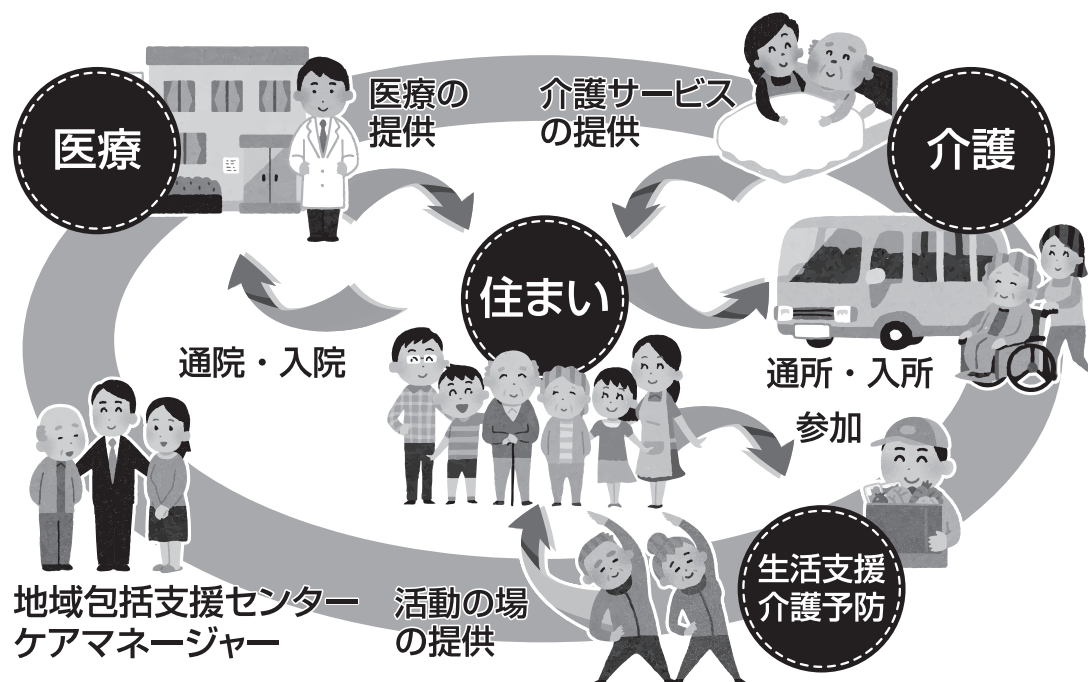 医療
医療の
提供
介護サービス
の提供
介護
住まい
通院・入院
通所・入所
参加
生活支援
介護予防
地域包括支援センター
ケアマネージャー
活動の場
の提供